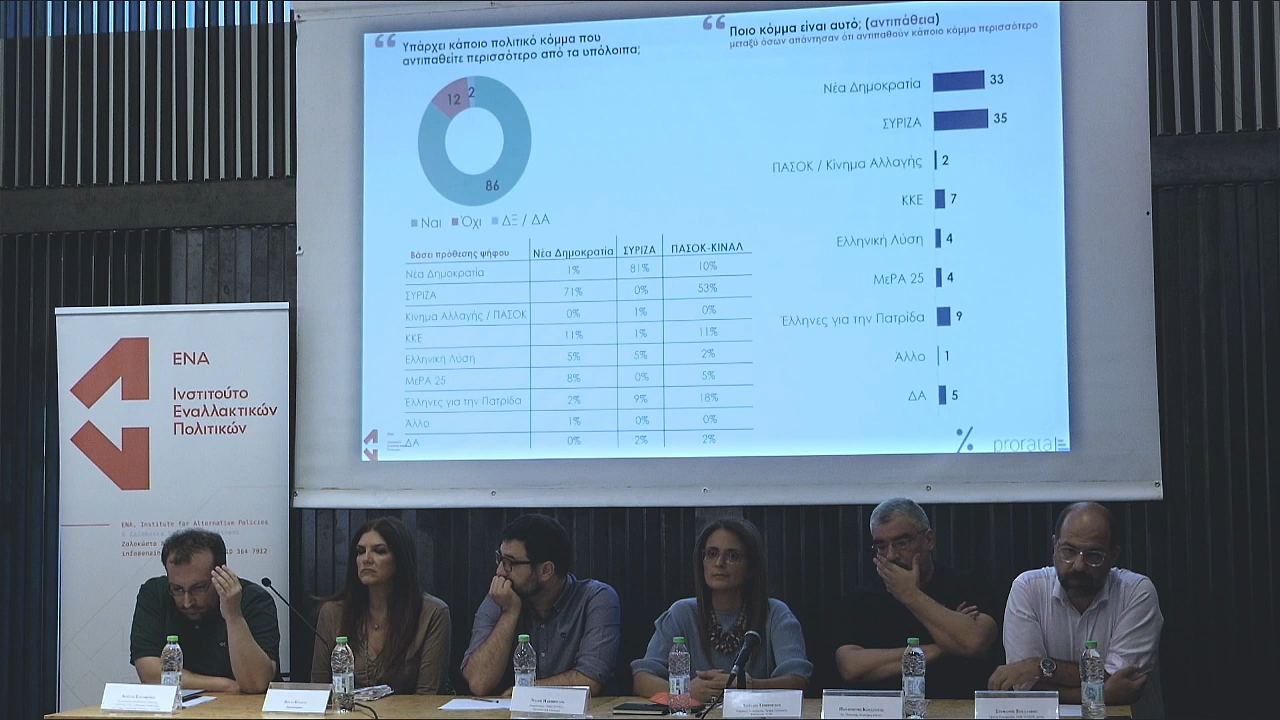 Υπάρχει κάποιο πολιτικό κόμμα που
αντιπαθείτε περισσότερο από τα υπόλοιπα;
2
12
86
Ναι Όχι ΔΞ / ΔΑ
Βάσει πρόθεσης ψήφου Νέα Δημοκρατία ΣΥΡΙΖΑ ΠΑΣΟΚ-ΚΙΝΑΛ
Νέα Δημοκρατία 1% 81% 10%
ΣΥΡΙΖΑ 71% 0% 53%
Κίνημα Αλλαγής / ΠΑΣΟΚ 0% 1% 0%
ΚΚΕ 11% 1% 11%
Ελληνική Λύση 5% 5% 2%
ΜεΡΑ 25 8% 0% 5%
Έλληνες για την Πατρίδα 2% 9% 18%
Άλλο 1% 0% 0%
ΔΑ 0% 2% 2%
Ποιο κόμμα είναι αυτό; (αντιπάθεια)
μεταξύ όσων απάντησαν ότι αντιπαθούν κάποιο κόμμα περισσότερο
Νέα Δημοκρατία 33
ΣΥΡΙΖΑ 35
ΠΑΣΟΚ / Κίνημα Αλλαγής 2
ΚΚΕ 7
Ελληνική Λύση 4
ΜεΡΑ 25 4
Έλληνες για την Πατρίδα 9
Άλλο 1
ΔΑ 5
% prorata
ΕΝΑ
Ινστιτούτο
Εναλλακτικών
Πολιτικών
ENA, Institute for Alternative Policies
Ζαλοκώστα
10 364 7912